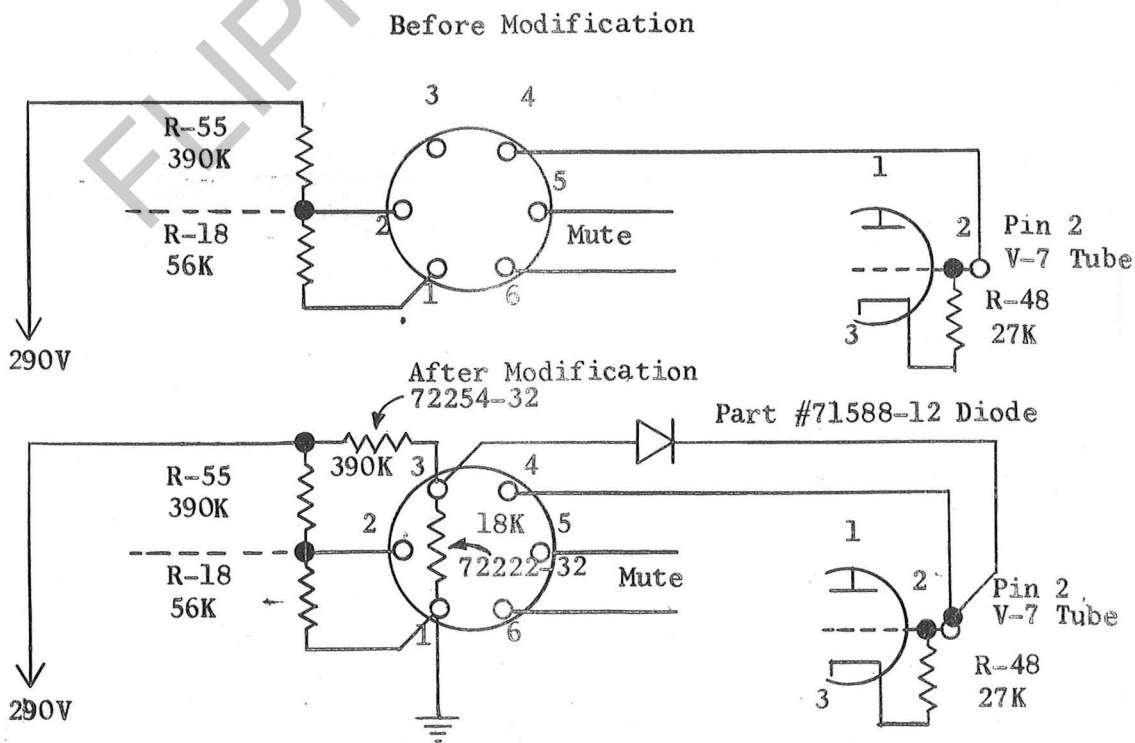 Before Modification
FLIP
3
4
R-55
390K
5
1
2
R-18
56K
Mute
2
Pin 2
V-7 Tube
1
6
R-48
27K
3
290V
After Modification
72254-32
Part #71588-12 Diode
390K
3
4
R-55
390K
2
18K
5
1
72222-32
R-18
56K
Mute
2
Pin 2
V-7 Tube
1
6
R-48
27K
3
290V